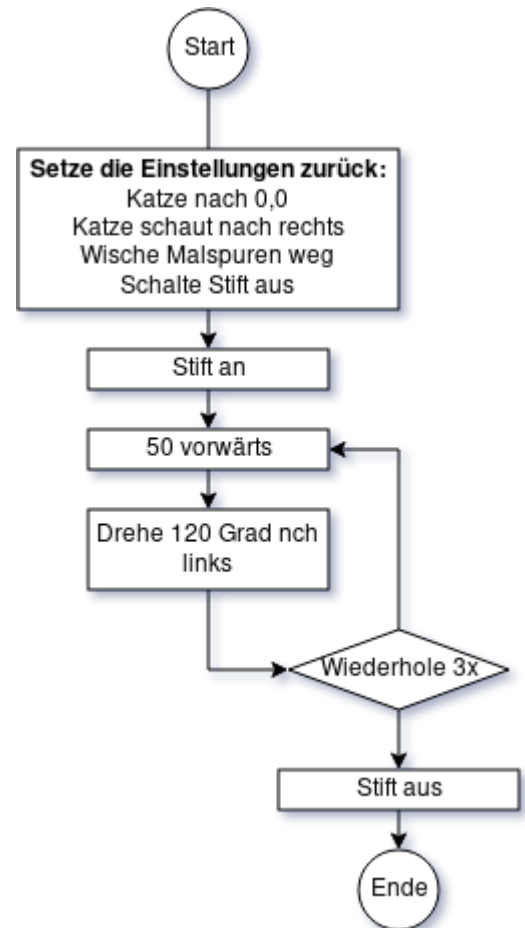 Start
Setze die Einstellungen zurück:
Katze nach 0,0
Katze schaut nach rechts
Wische Malspuren weg
Schalte Stift aus
Stift an
50 vorwärts
Drehe 120 Grad nch
links
Wiederhole 3x
Stift aus
Ende